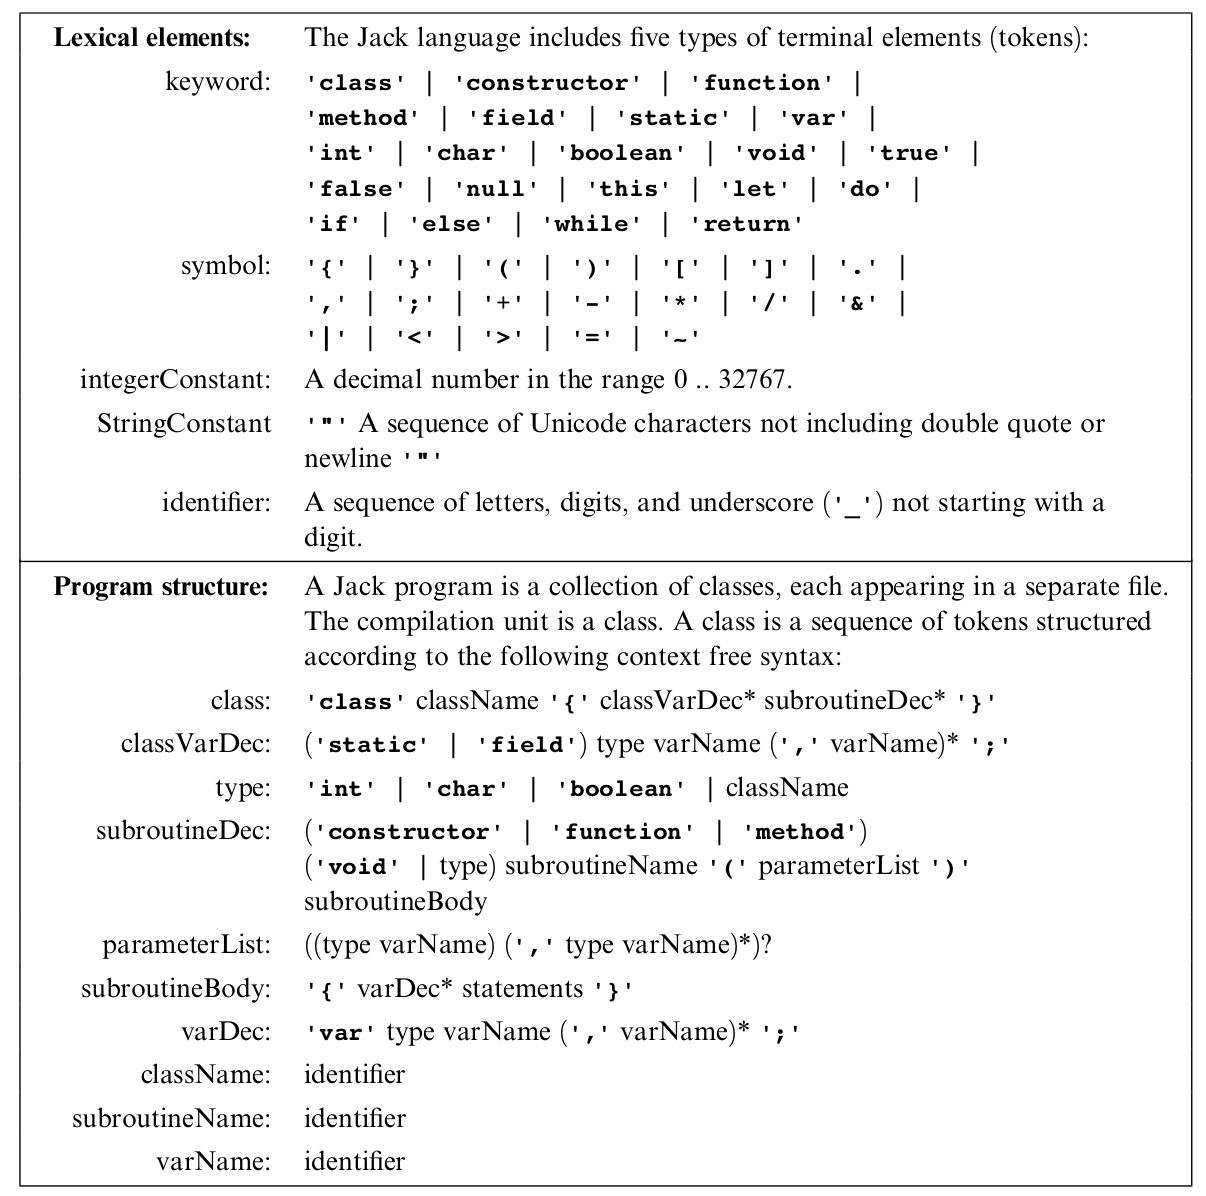 Lexical elements: The Jack language includes five types of terminal elements (tokens):
keyword: 'class' | 'constructor' | 'function' |
'method' | 'field' | 'static' | 'var' |
'int' | 'char' | 'boolean' | 'void' | 'true' |
'false' | 'null' | 'this' | 'let' | 'do' |
'if' | 'else' | 'while' | 'return'
symbol: '{' | '}' | '(' | ')' | '[' | ']' | '.' |
',' | ';' | '+' | '-' | '*' | '/' | '&' |
'|' | '<' | '>' | '=' | '~'
integerConstant: A decimal number in the range 0 .. 32767.
StringConstant '"' A sequence of Unicode characters not including double quote or
newline '"'
identifier: A sequence of letters, digits, and underscore ('_') not starting with a
digit.
Program structure: A Jack program is a collection of classes, each appearing in a separate file.
The compilation unit is a class. A class is a sequence of tokens structured
according to the following context free syntax:
class: 'class' className '{' classVarDec* subroutineDec* '}'
classVarDec: ('static' | 'field') type varName (',' varName)* ';'
type: 'int' | 'char' | 'boolean' | className
subroutineDec: ('constructor' | 'function' | 'method')
('void' | type) subroutineName '(' parameterList ')'
subroutineBody
parameterList: ((type varName) (',' type varName)*)?
subroutineBody: '{' varDec* statements '}'
varDec: 'var' type varName (',' varName)* ';'
className: identifier
subroutineName: identifier
varName: identifier